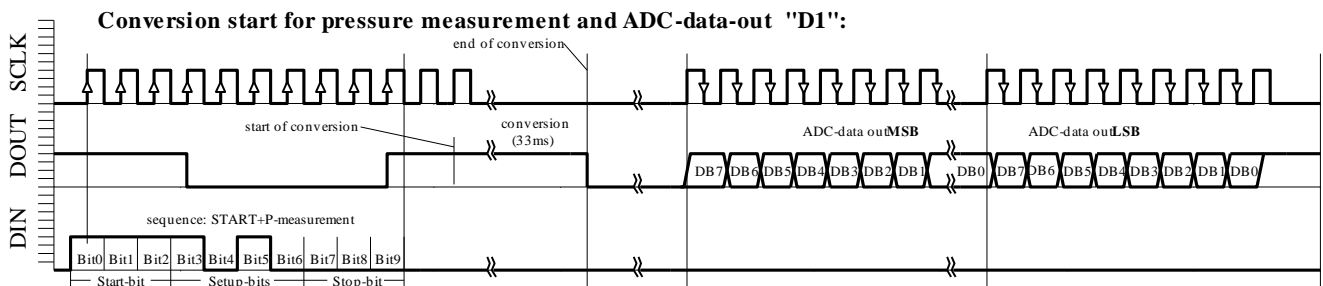 Conversion start for pressure measurement and ADC-data-out "D1":
end of conversion
SCLK
start of conversion
conversion
(33ms)
ADC-data outMSB
ADC-data outLSB
DOUT
DB7 DB6 DB5 DB4 DB3 DB2 DB1 DB0 DB7 DB6 DB5 DB4 DB3 DB2 DB1 DB0
sequence: START+P-measurement
DIN
Bit0 Bit1 Bit2 Bit3 Bit4 Bit5 Bit6 Bit7 Bit8 Bit9
Start-bit Setup-bits Stop-bit